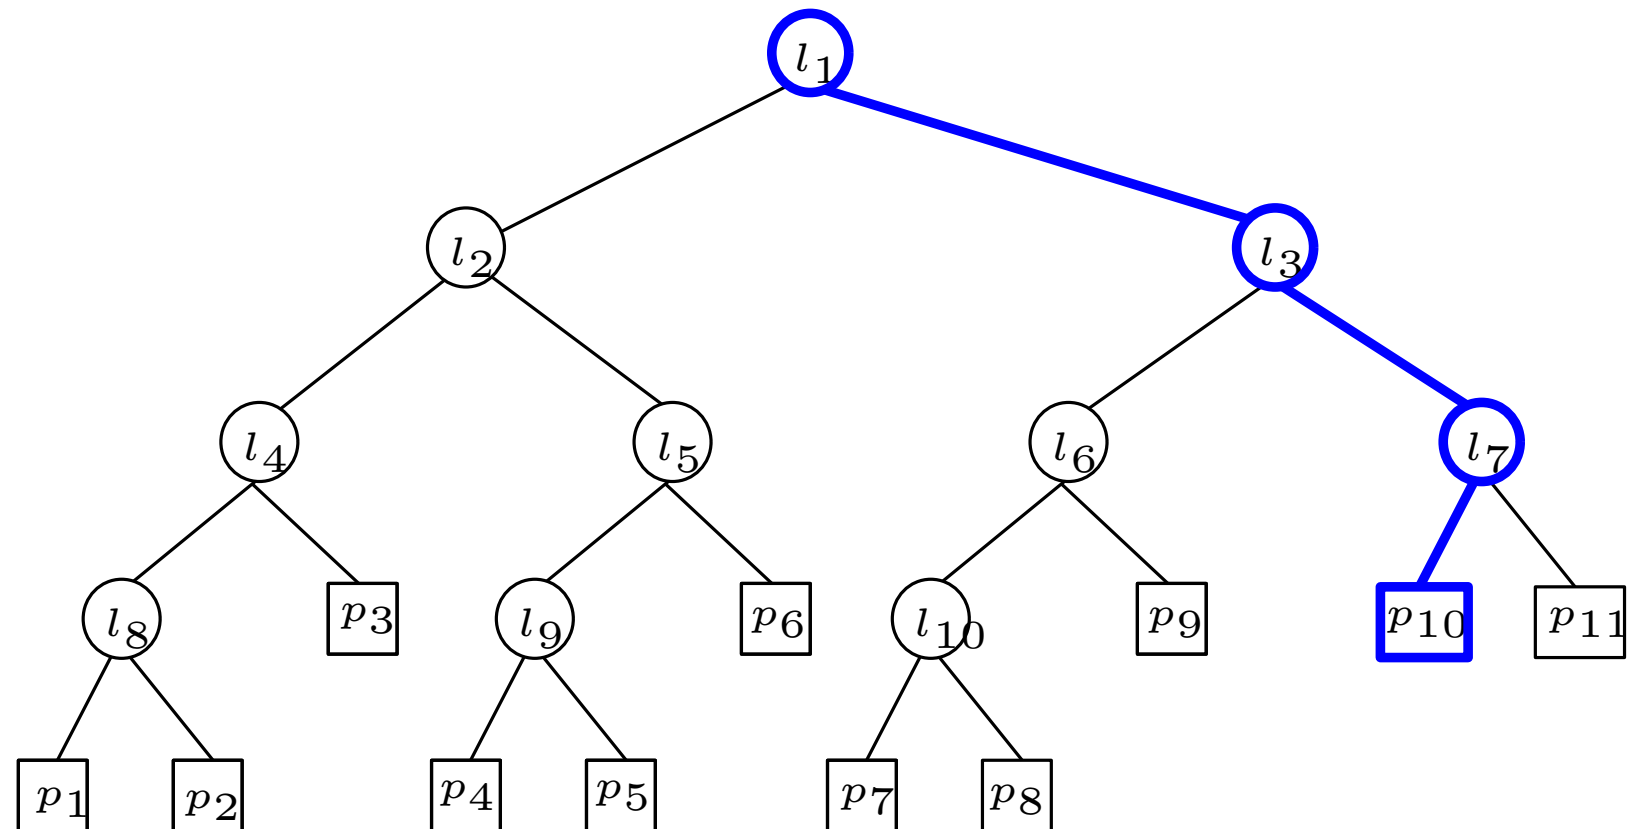 l₁
l₂ l₃
l₄ l₅ l₆ l₇
l₈ p₃ l₉ p₆ l₁₀ p₉ p₁₀ p₁₁
p₁ p₂ p₄ p₅ p₇ p₈